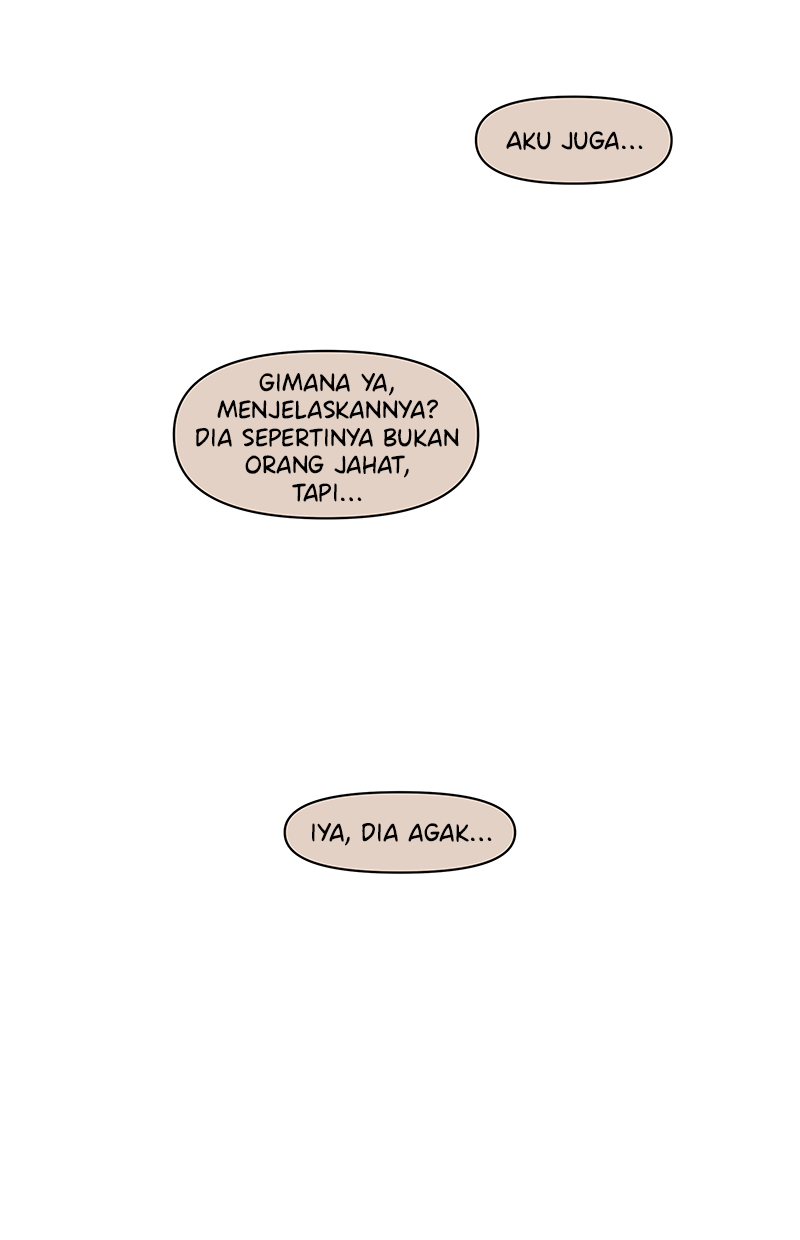 AKU JUGA...
GIMANA YA,
MENJELASKANNYA?
DIA SEPERTINYA BUKAN
ORANG JAHAT,
TAPI...
IYA, DIA AGAK...